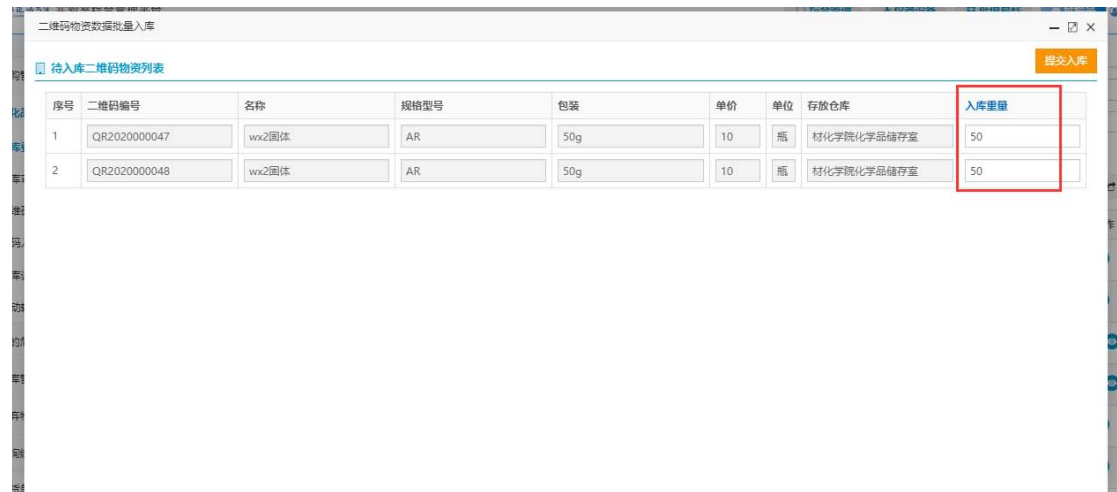 二维码物资数据批量入库
提交入库
待入库二维码物资列表
序号 二维码编号 名称 规格型号 包装 单价 单位 存放仓库 入库重量
1 QR2020000047 wx2固体 AR 50g 10 瓶 材化学院化学品储存室 50
2 QR2020000048 wx2固体 AR 50g 10 瓶 材化学院化学品储存室 50